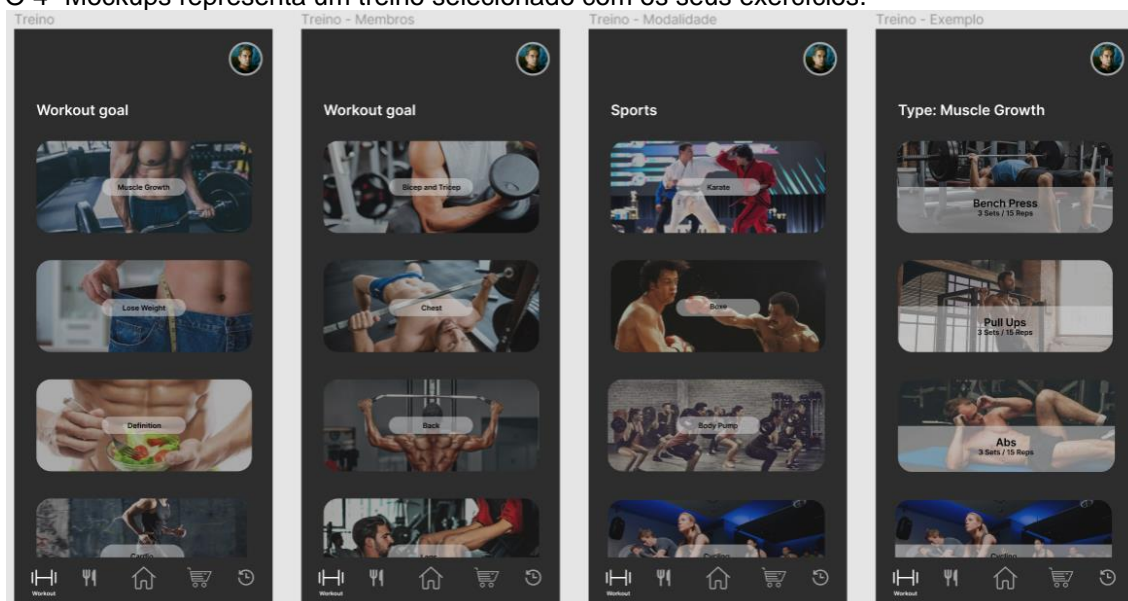 O 4º Mockups representa um treino selecionado com os seus exercícios.
Treino
Workout goal
Muscle Growth
Lose Weight
Definition
Cardio
Workout
Treino - Membros
Workout goal
Bicep and Tricep
Chest
Back
Legs
Workout
Treino - Modalidade
Sports
Karate
Boxe
Body Pump
Cycling
Workout
Treino - Exemplo
Type: Muscle Growth
Bench Press
3 Sets / 15 Reps
Pull Ups
3 Sets / 15 Reps
Abs
3 Sets / 15 Reps
Cycling
Workout